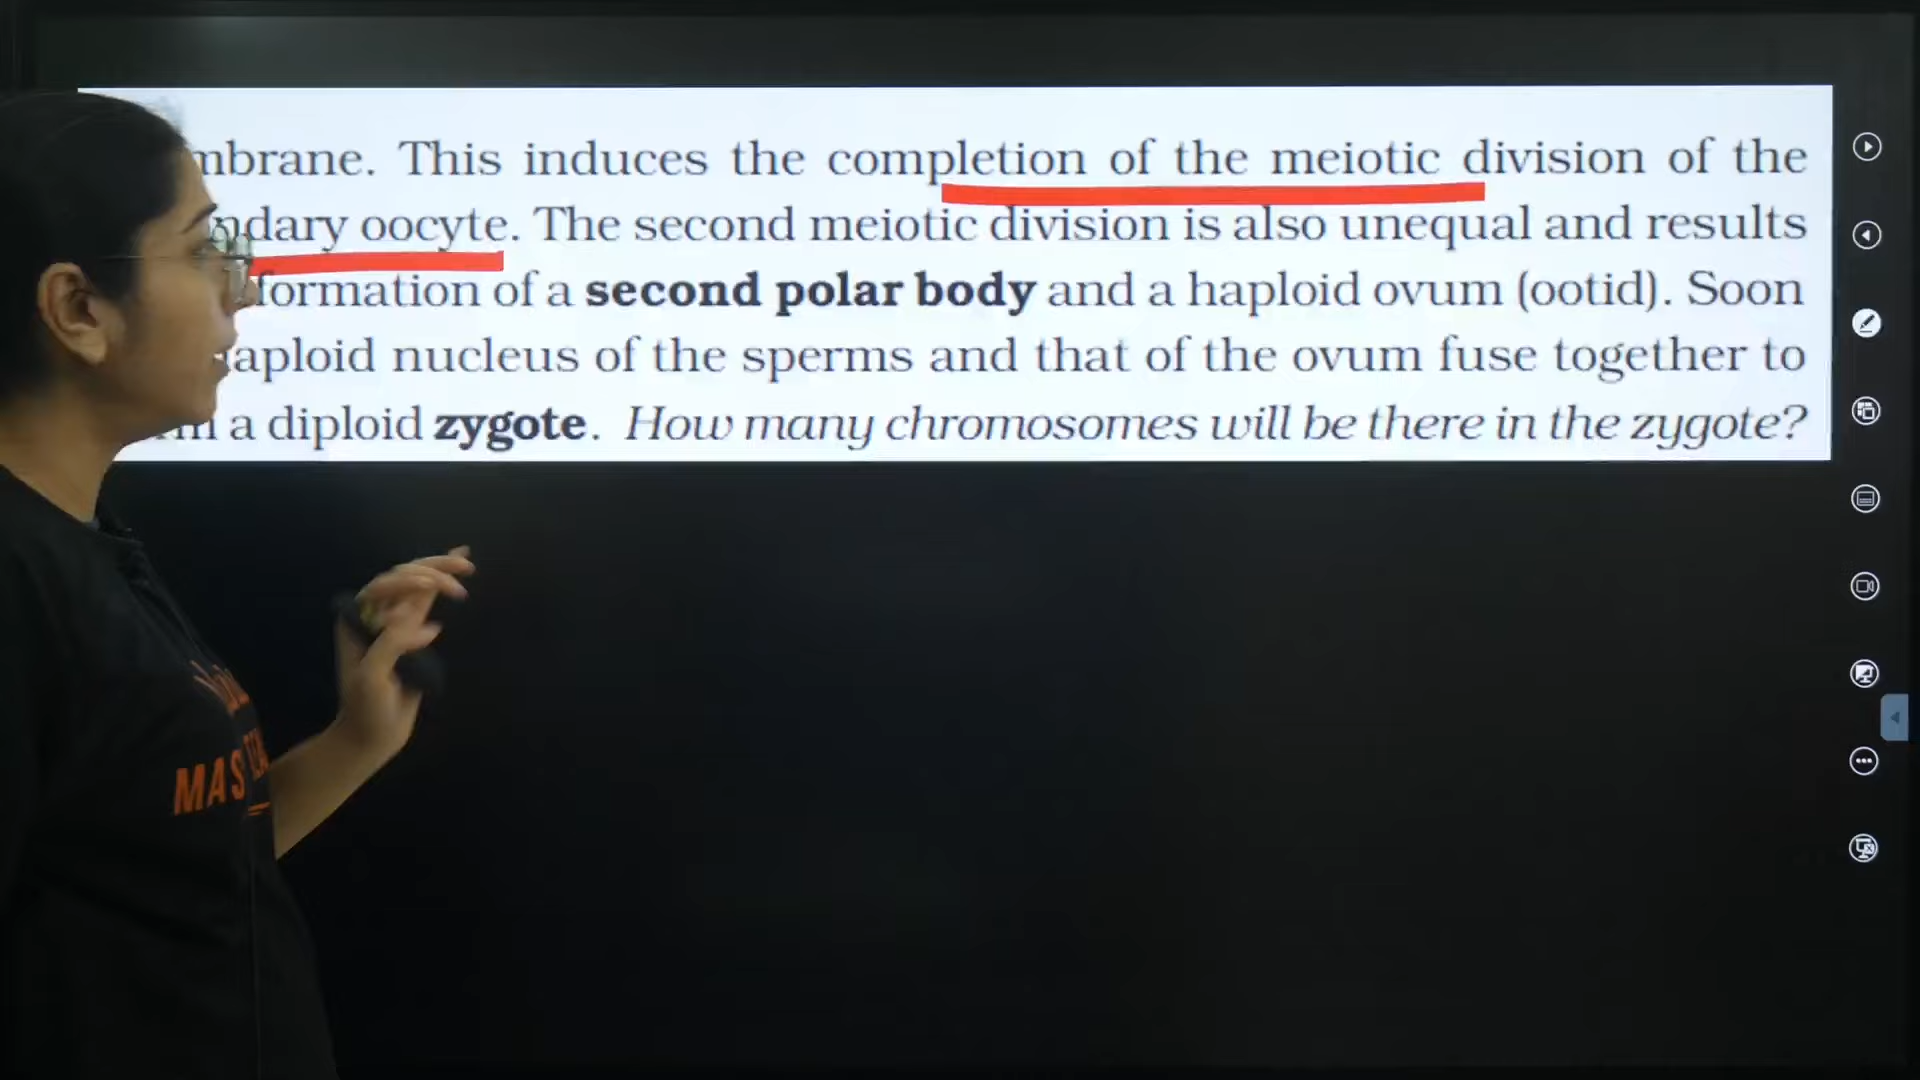 mbrane. This induces the completion of the meiotic division of the
ndary oocyte. The second meiotic division is also unequal and results
formation of a second polar body and a haploid ovum (ootid). Soon
aploid nucleus of the sperms and that of the ovum fuse together to
a diploid zygote. How many chromosomes will be there in the zygote?
MAS